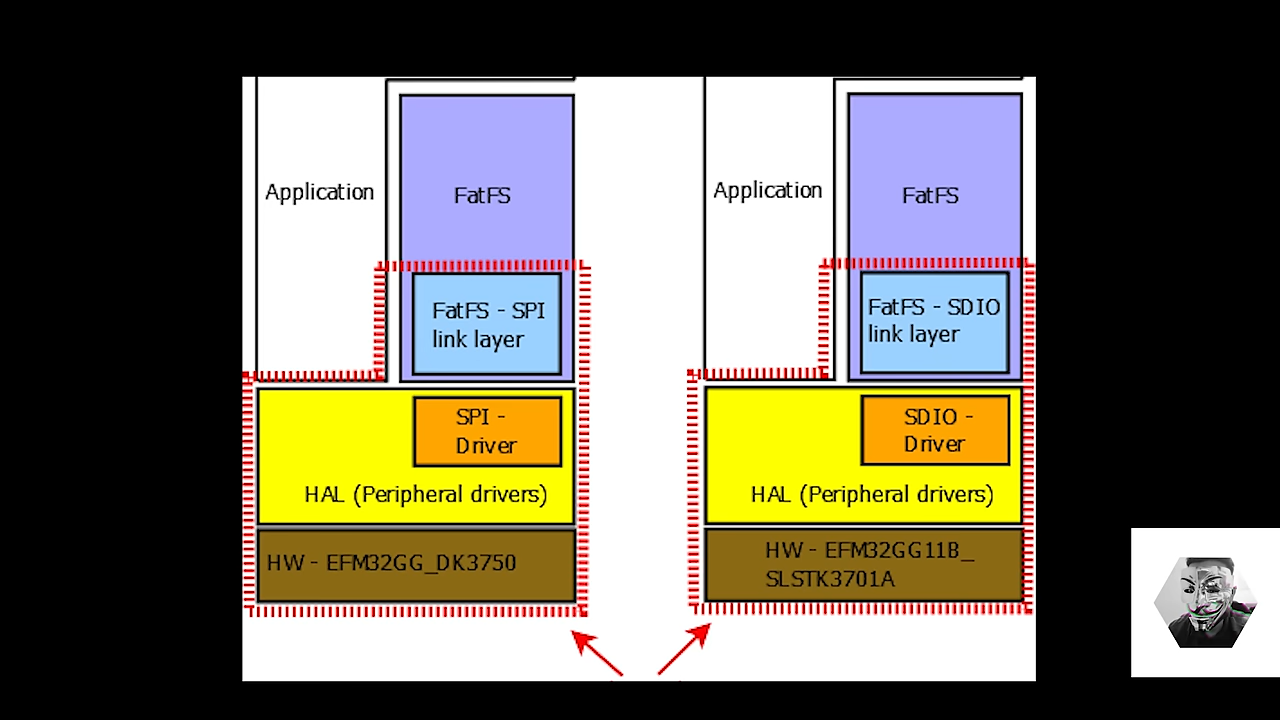 Application
FatFS
FatFS - SPI
link layer
SPI -
Driver
HAL (Peripheral drivers)
HW - EFM32GG_DK3750
Application
FatFS
FatFS - SDIO
link layer
SDIO -
Driver
HAL (Peripheral drivers)
HW - EFM32GG11B_
SLSTK3701A